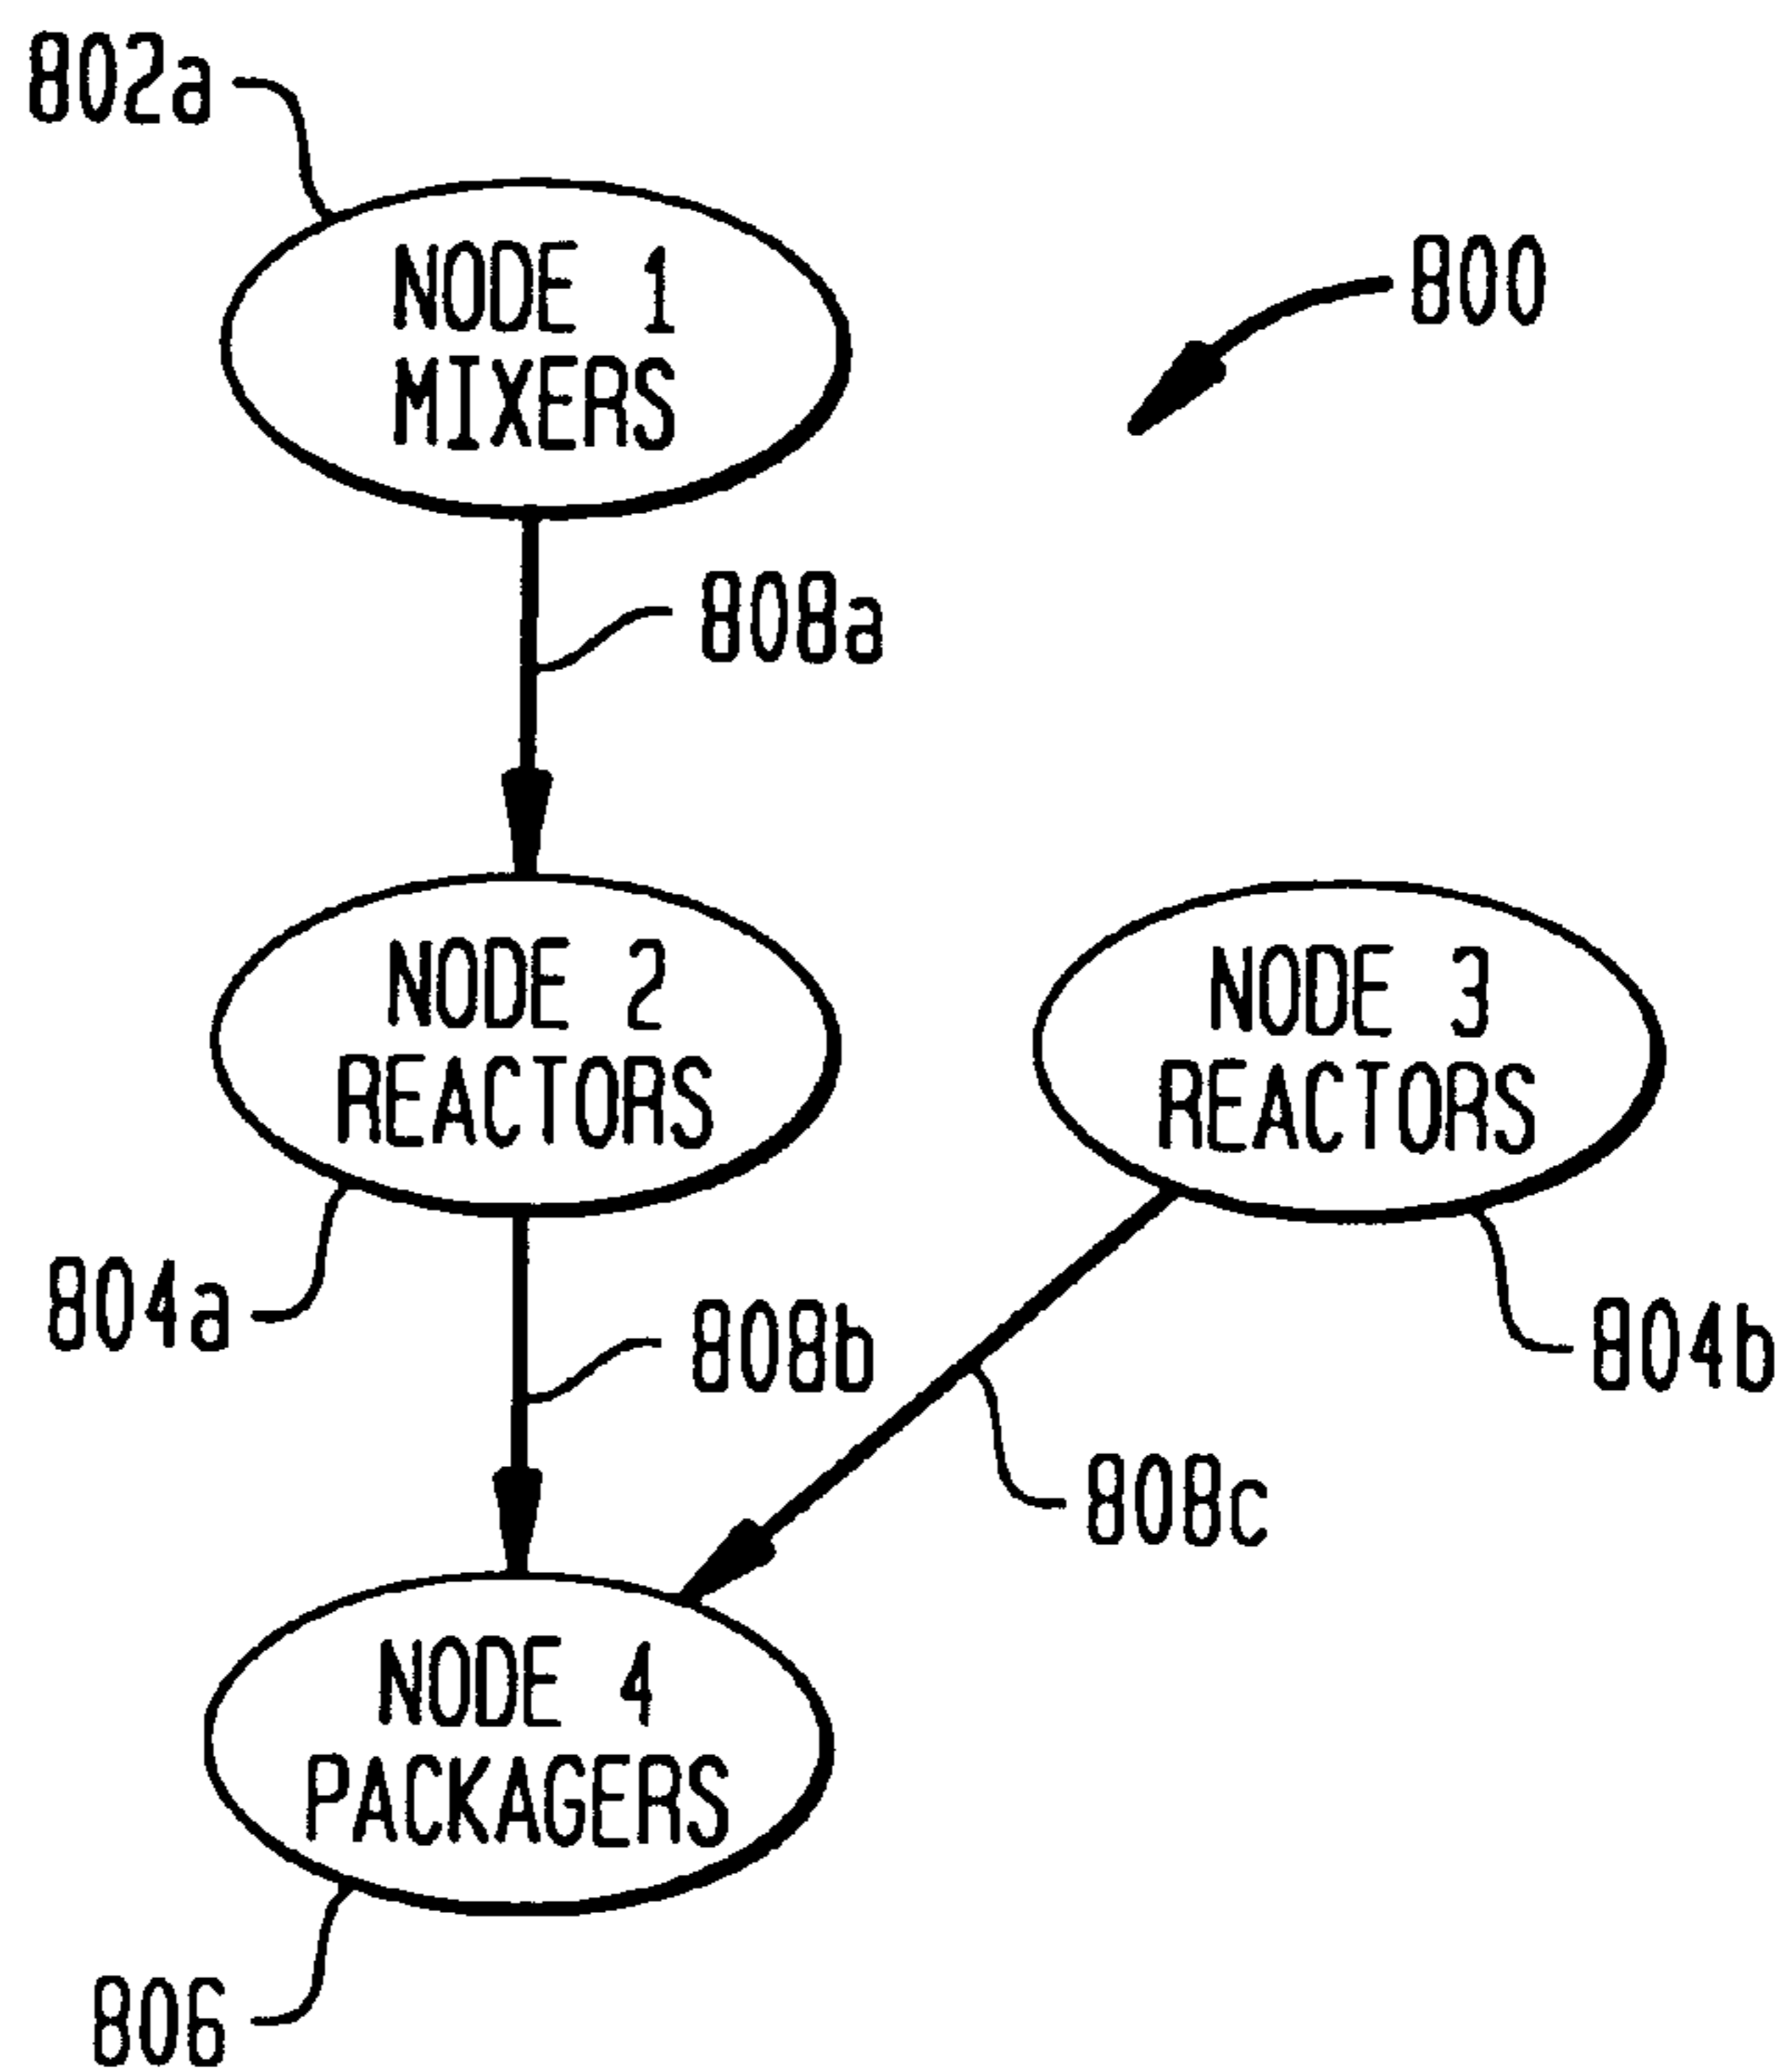 802a
NODE 1
MIXERS
800
808a
NODE 2
REACTORS
NODE 3
REACTORS
804a
808b
804b
808c
NODE 4
PACKAGERS
806